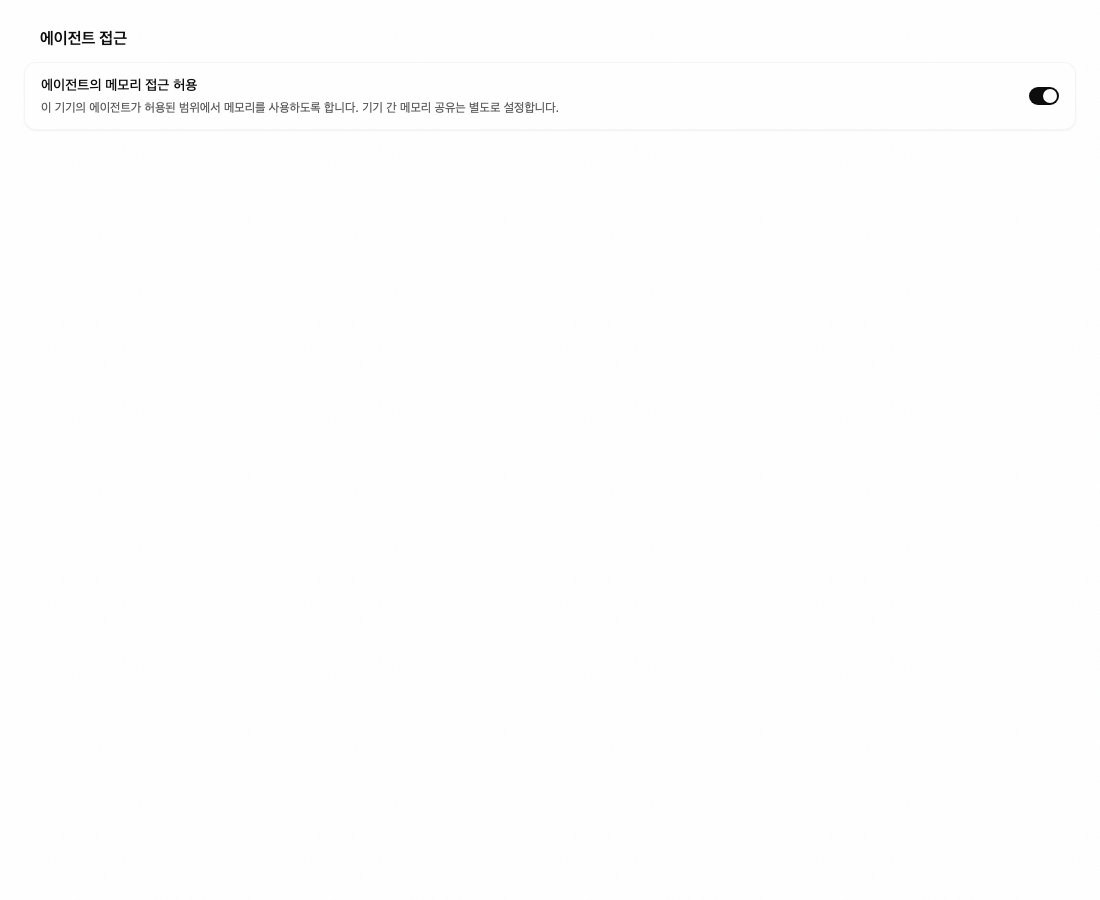 에이전트 접근
에이전트의 메모리 접근 허용
이 기기의 에이전트가 허용된 범위에서 메모리를 사용하도록 합니다. 기기 간 메모리 공유는 별도로 설정합니다.